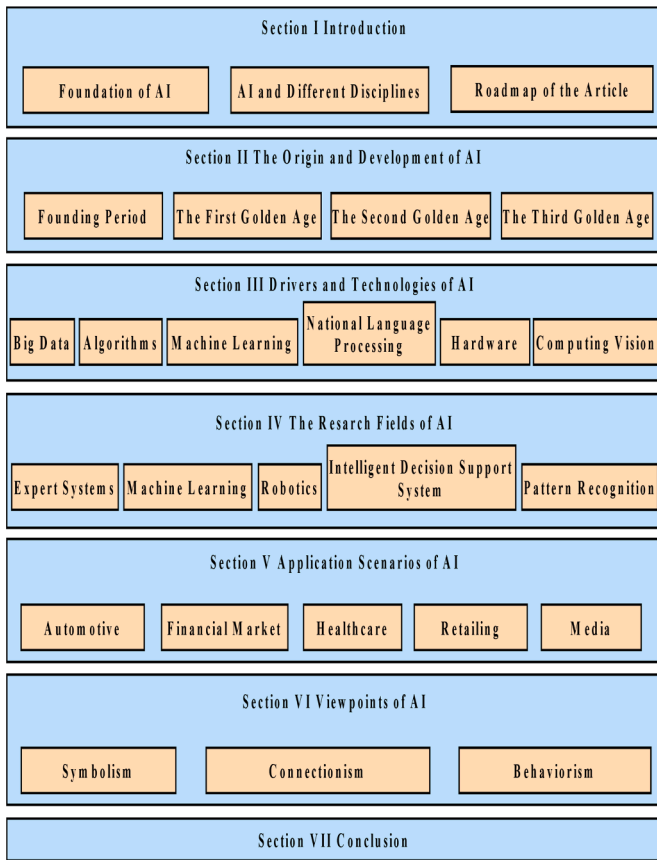 Section I Introduction
Foundation of AI
AI and Different Disciplines
Roadmap of the Article
Section II The Origin and Development of AI
Founding Period
The First Golden Age
The Second Golden Age
The Third Golden Age
Section III Drivers and Technologies of AI
Big Data
Algorithms
Machine Learning
National Language
Processing
Hardware
Computing Vision
Section IV The Resarch Fields of AI
Expert Systems
Machine Learning
Robotics
Intelligent Decision Support
System
Pattern Recognition
Section V Application Scenarios of AI
Automotive
Financial Market
Healthcare
Retailing
Media
Section VI Viewpoints of AI
Symbolism
Connectionism
Behaviorism
Section VII Conclusion